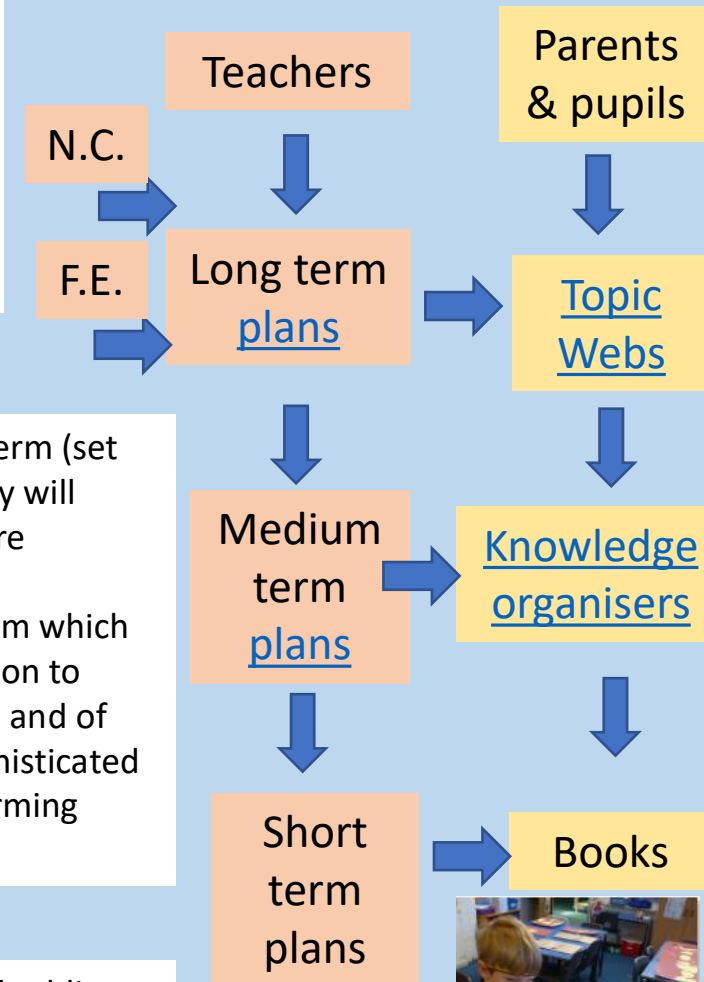 Teachers
Parents
& pupils
N.C.
F.E.
Long term
plans
Topic
Webs
erm (set
y will
re
m which
on to
and of
histicated
rming
Medium
term
plans
Knowledge
organisers
Short
term
plans
Books